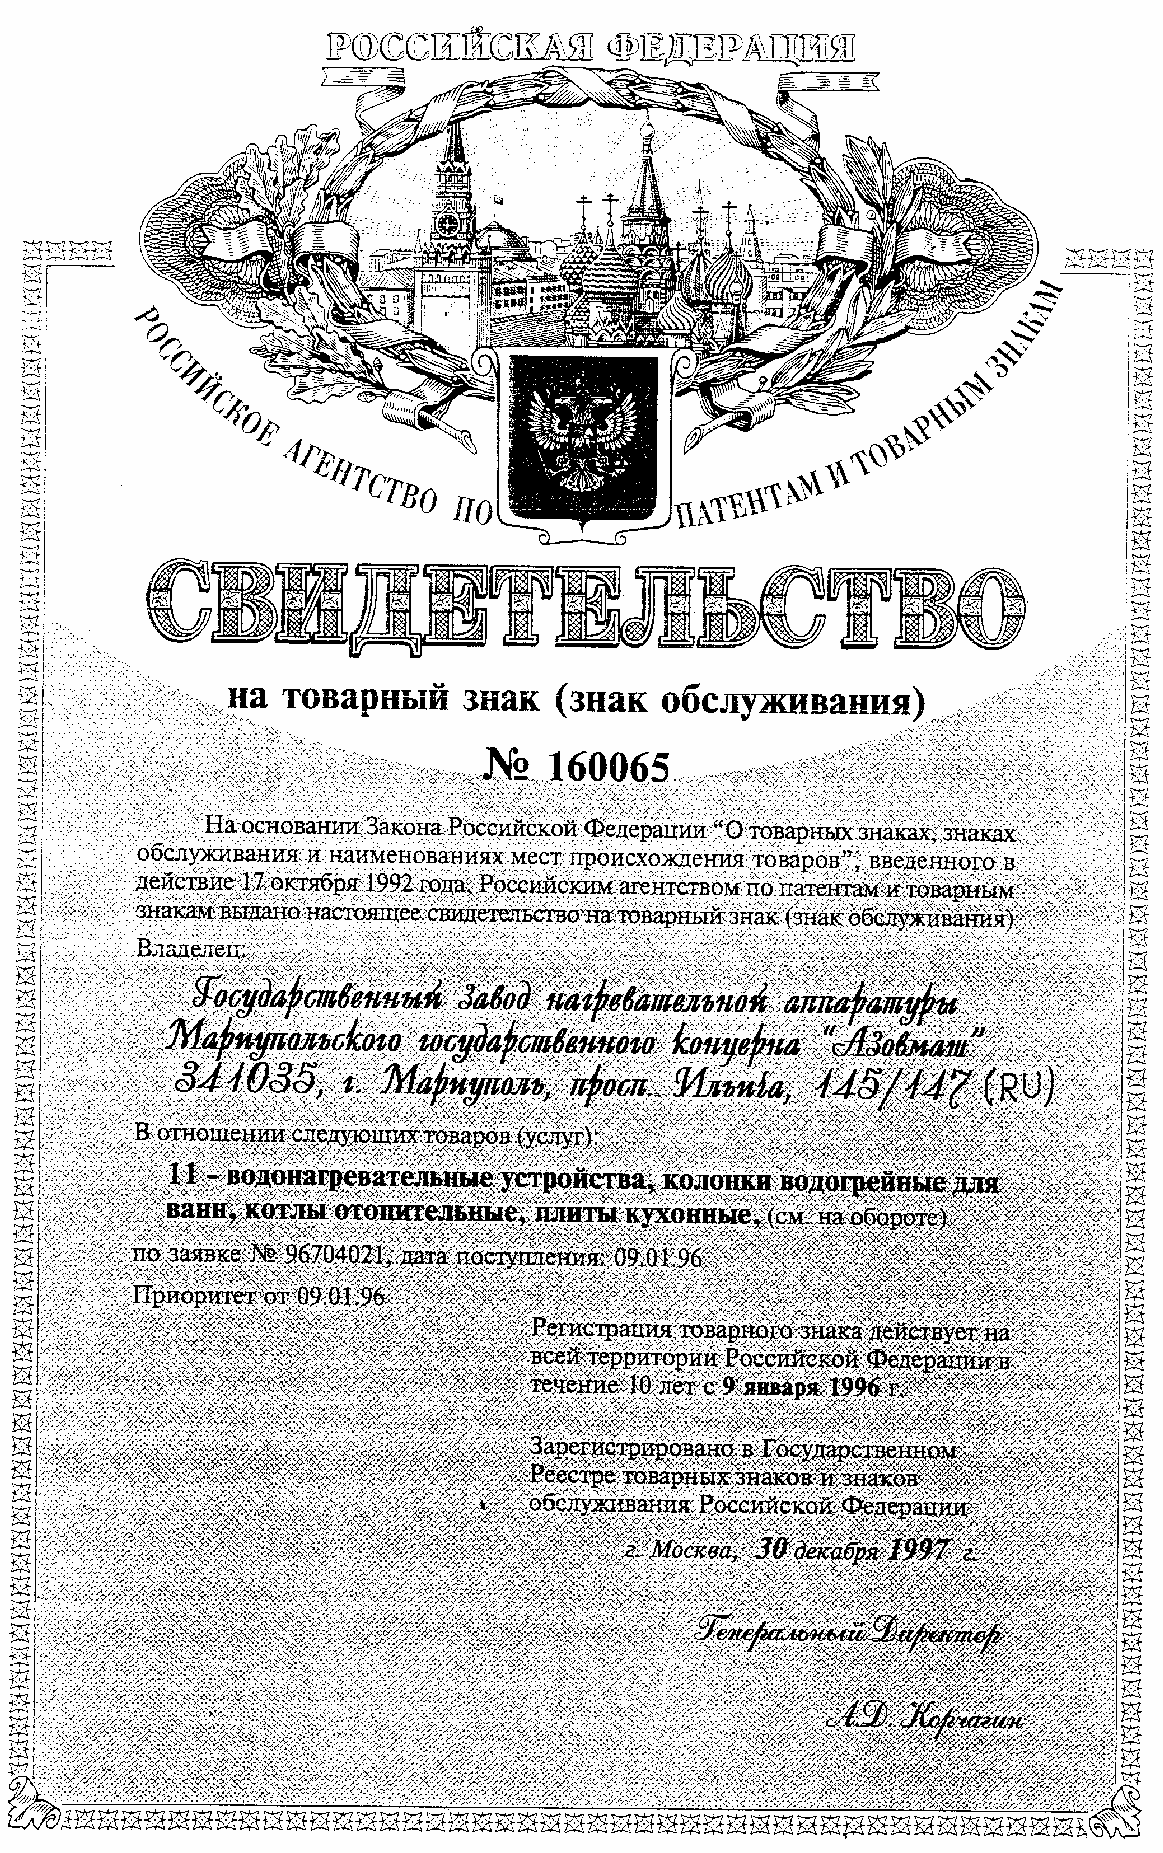 РОССИЙСКАЯ ФЕДЕРАЦИЯ
РОССИЙСКОЕ АГЕНТСТВО ПО ПАТЕНТАМ И ТОВАРНЫМ ЗНАКАМ
СВИДЕТЕЛЬСТВО
на товарный знак (знак обслуживания)
№ 160065
На основании Закона Российской Федерации “О товарных знаках, знаках
обслуживания и наименованиях мест происхождения товаров”, введенного в
действие 17 октября 1992 года, Российским агентством по патентам и товарным
знакам выдано настоящее свидетельство на товарный знак (знак обслуживания)
Владелец:
Государственный завод нагревательной аппаратуры
Мариупольского государственного концерна "Азовмаш"
341035, г. Мариуполь, просп. Ильича, 145/147 (RU)
В отношении следующих товаров (услуг):
11 – водонагревательные устройства, колонки водогрейные для
ванн, котлы отопительные, плиты кухонные, (см. на обороте)
по заявке № 96704021, дата поступления: 09.01.96
Приоритет от 09.01.96
Регистрация товарного знака действует на
всей территории Российской Федерации в
течение 10 лет с 9 января 1996 г.
Зарегистрировано в Государственном
Реестре товарных знаков и знаков
обслуживания Российской Федерации
г. Москва, 30 декабря 1997 г.
Генеральный Директор
А.Д. Корчагин